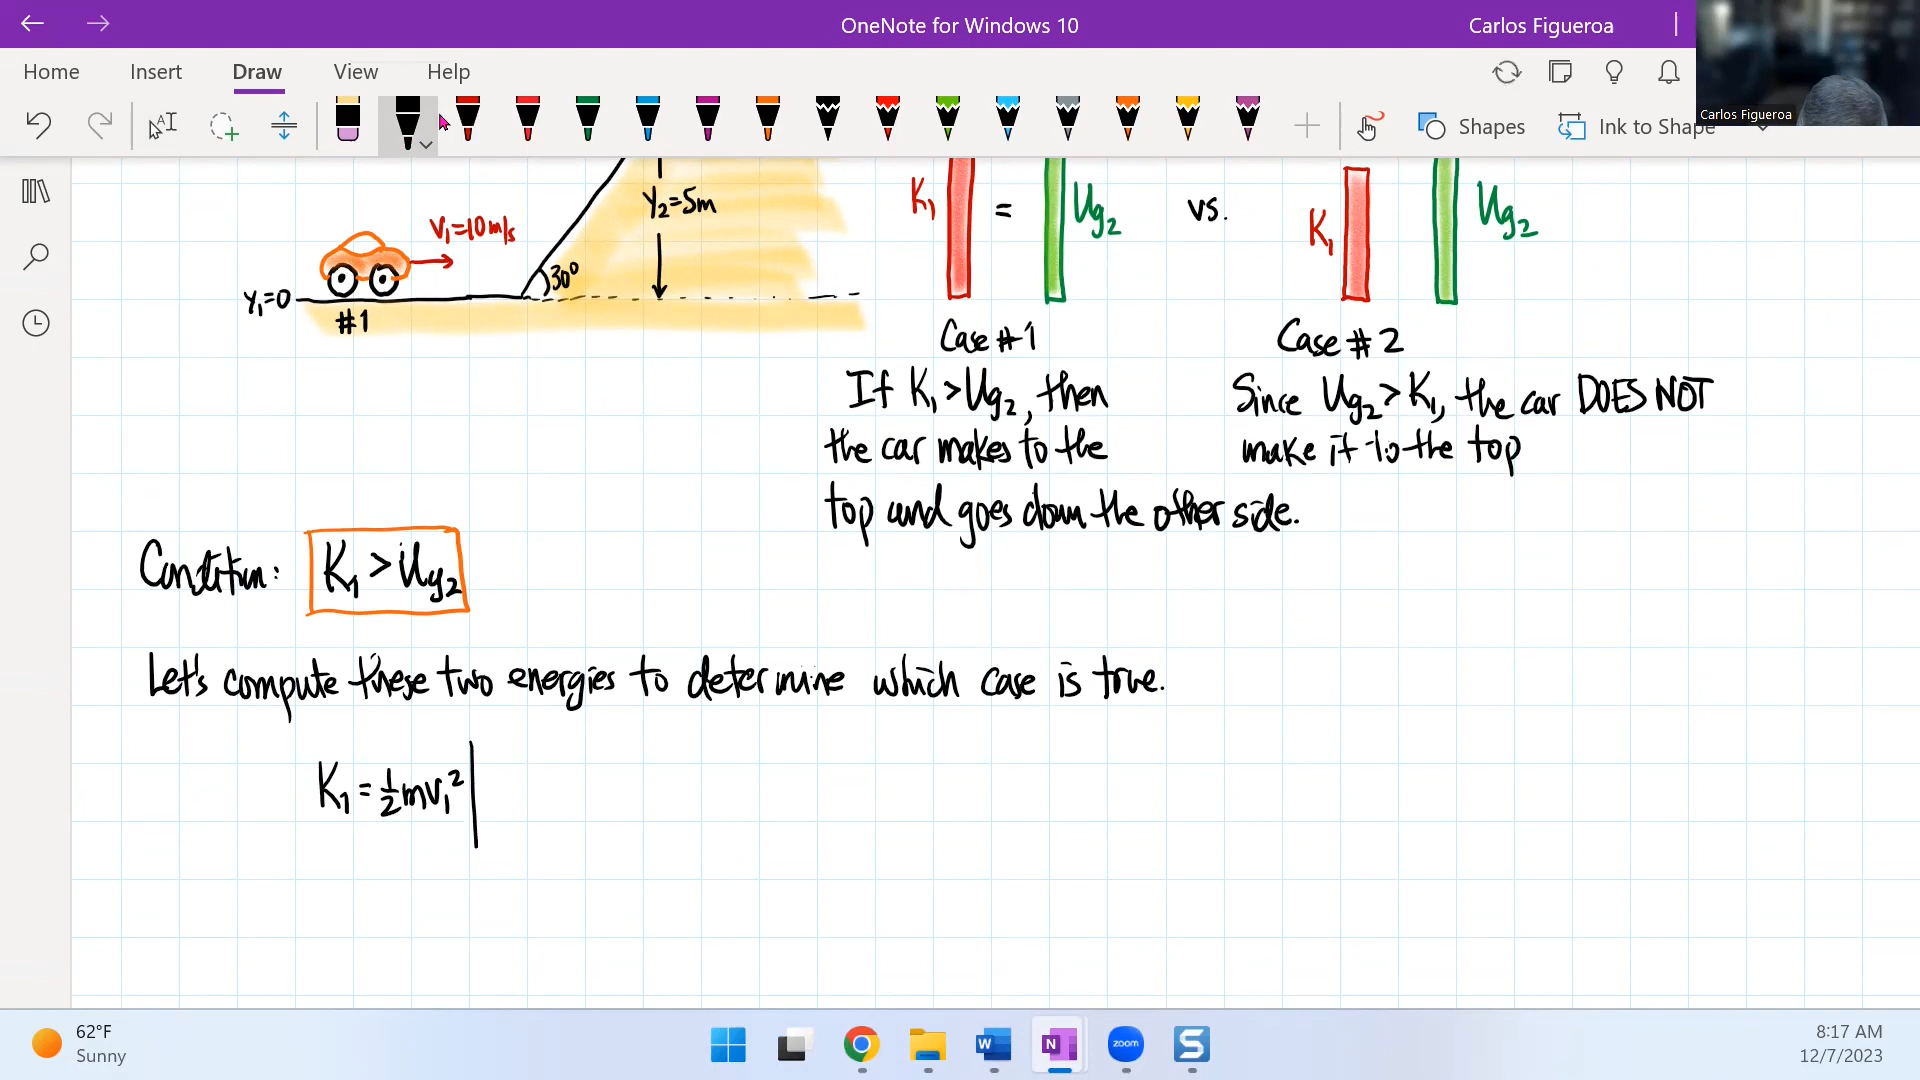 OneNote for Windows 10
Carlos Figueroa
Home Insert Draw View Help
Shapes
Ink to Shape
Carlos Figueroa
y₂=5m
v₁=10m/s
30°
y₁=0
#1
K₁ = Ug₂ vs. K₁ Ug₂
Case #1
If K₁>Ug₂, then
the car makes to the
top and goes down the other side.
Case #2
Since Ug₂>K₁, the car DOES NOT
make it to the top
Condition: K₁ > Ug₂
Let's compute these two energies to determine which case is true.
K₁ = ½mv₁²
62°F
Sunny
8:17 AM
12/7/2023
zoom